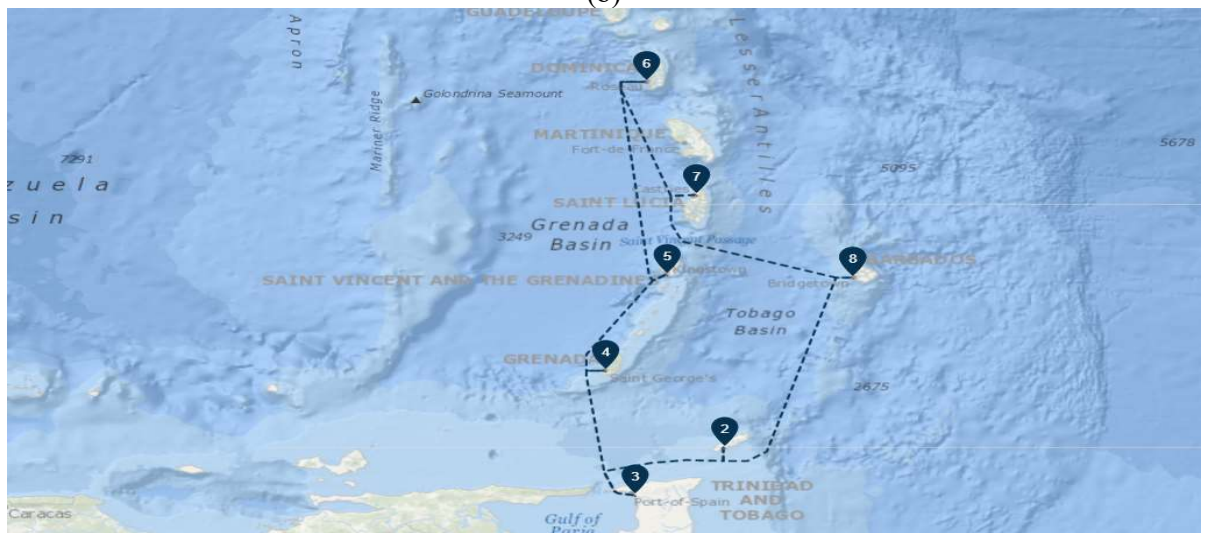 GUADELOUPE
Apron
Lesser Antilles
6
DOMINICA
Roseau
Golondrina Seamount
Mariner Ridge
MARTINIQUE
Fort-de-France
5678
7291
5095
zuela
sin
7
Castries
SAINT LUCIA
Grenada
Basin
3249
Saint Vincent Passage
5
Kingstown
8
BARBADOS
Bridgetown
SAINT VINCENT AND THE GRENADINE
Tobago
Basin
4
GRENADA
Saint George's
2675
2
3
Port-of-Spain
TRINIDAD
AND
TOBAGO
Caracas
Gulf of
Paria